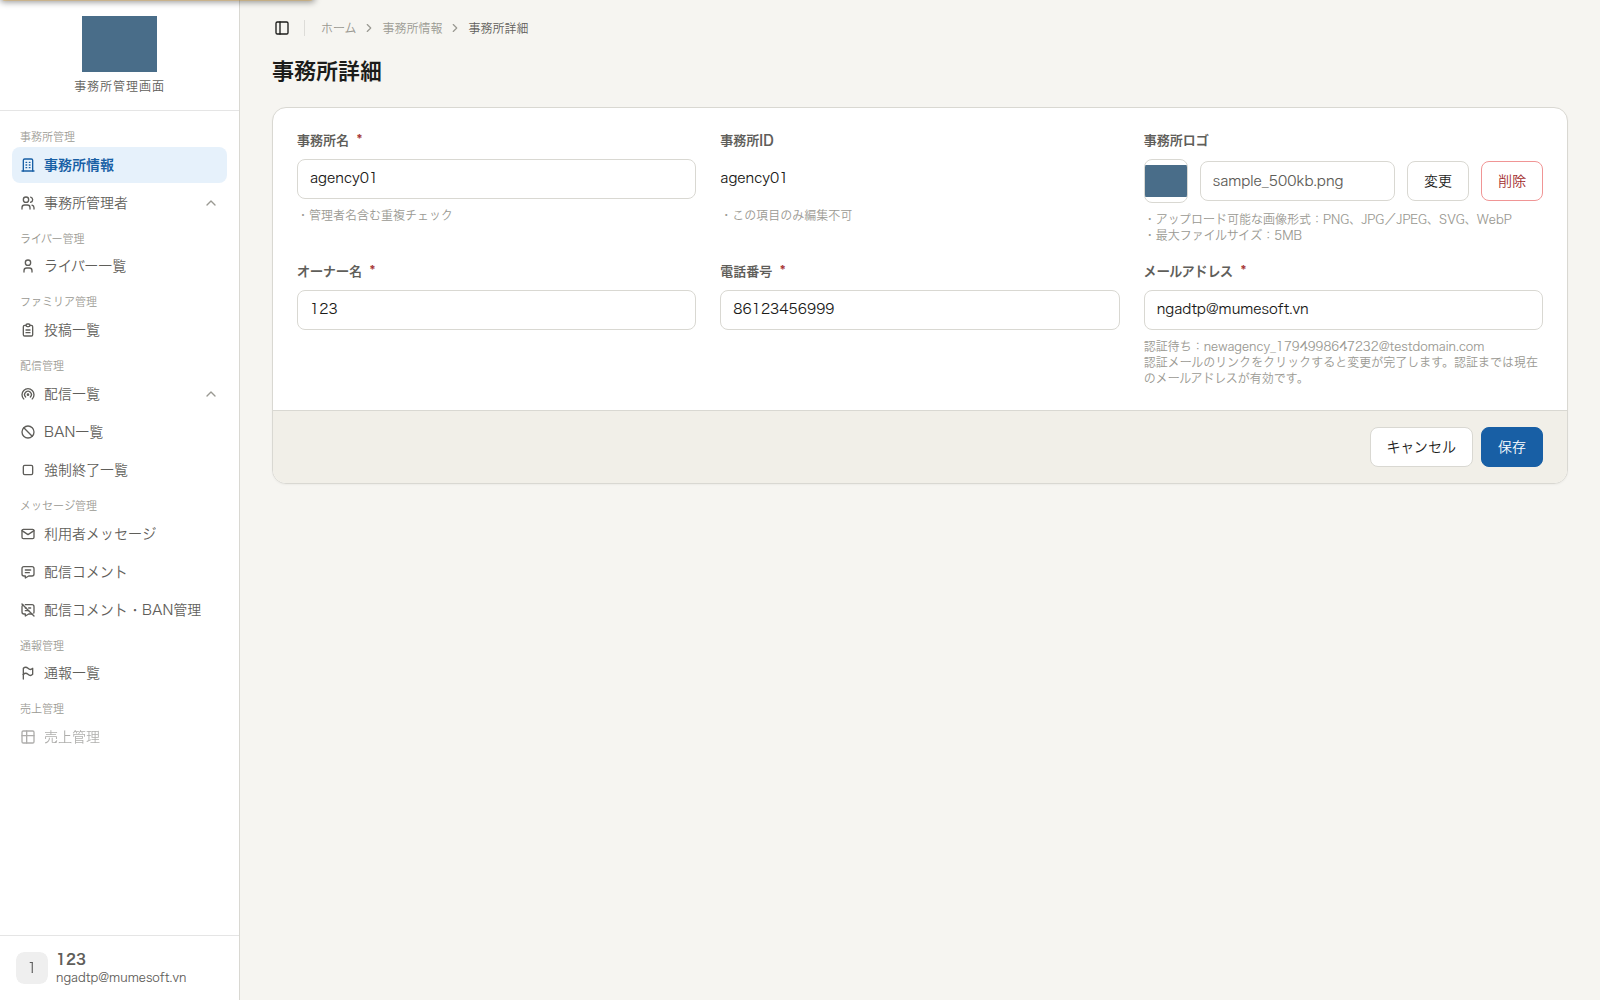 事務所管理画面
事務所管理
事務所情報
事務所管理者
ライバー管理
ライバー一覧
ファミリア管理
投稿一覧
配信管理
配信一覧
BAN一覧
強制終了一覧
メッセージ管理
利用者メッセージ
配信コメント
配信コメント・BAN管理
通報管理
通報一覧
売上管理
売上管理
1
123
ngadtp@mumesoft.vn
ホーム 事務所情報 事務所詳細
事務所詳細
事務所名 *
agency01
・管理者名含む重複チェック
事務所ID
agency01
・この項目のみ編集不可
事務所ロゴ
sample_500kb.png 変更 削除
・アップロード可能な画像形式：PNG、JPG／JPEG、SVG、WebP
・最大ファイルサイズ：5MB
オーナー名 *
123
電話番号 *
86123456999
メールアドレス *
ngadtp@mumesoft.vn
認証待ち：newagency_1794998647232@testdomain.com
認証メールのリンクをクリックすると変更が完了します。認証までは現在
のメールアドレスが有効です。
キャンセル 保存